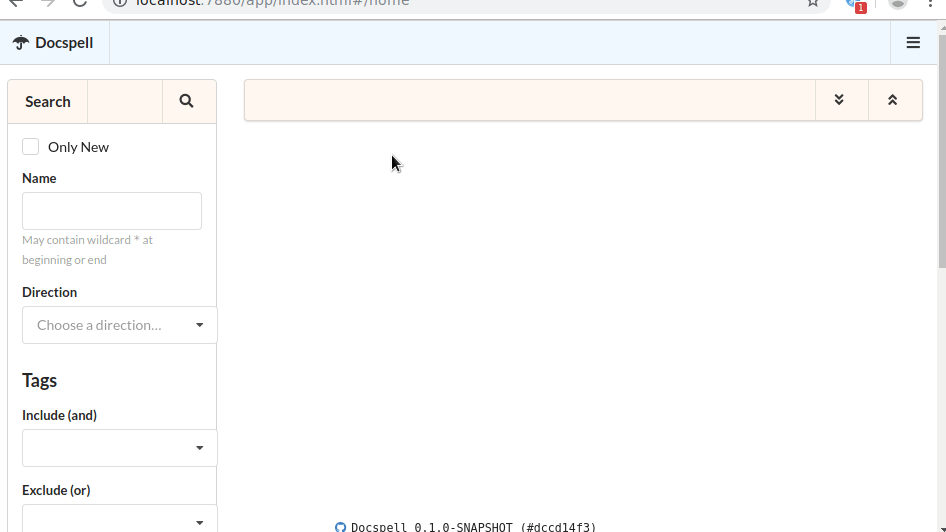 localhost:7880/app/index.html#/home
1
Docspell
Search
Only New
Name
May contain wildcard * at
beginning or end
Direction
Choose a direction...
Tags
Include (and)
Exclude (or)
Docspell 0.1.0-SNAPSHOT (#dccd14f3)